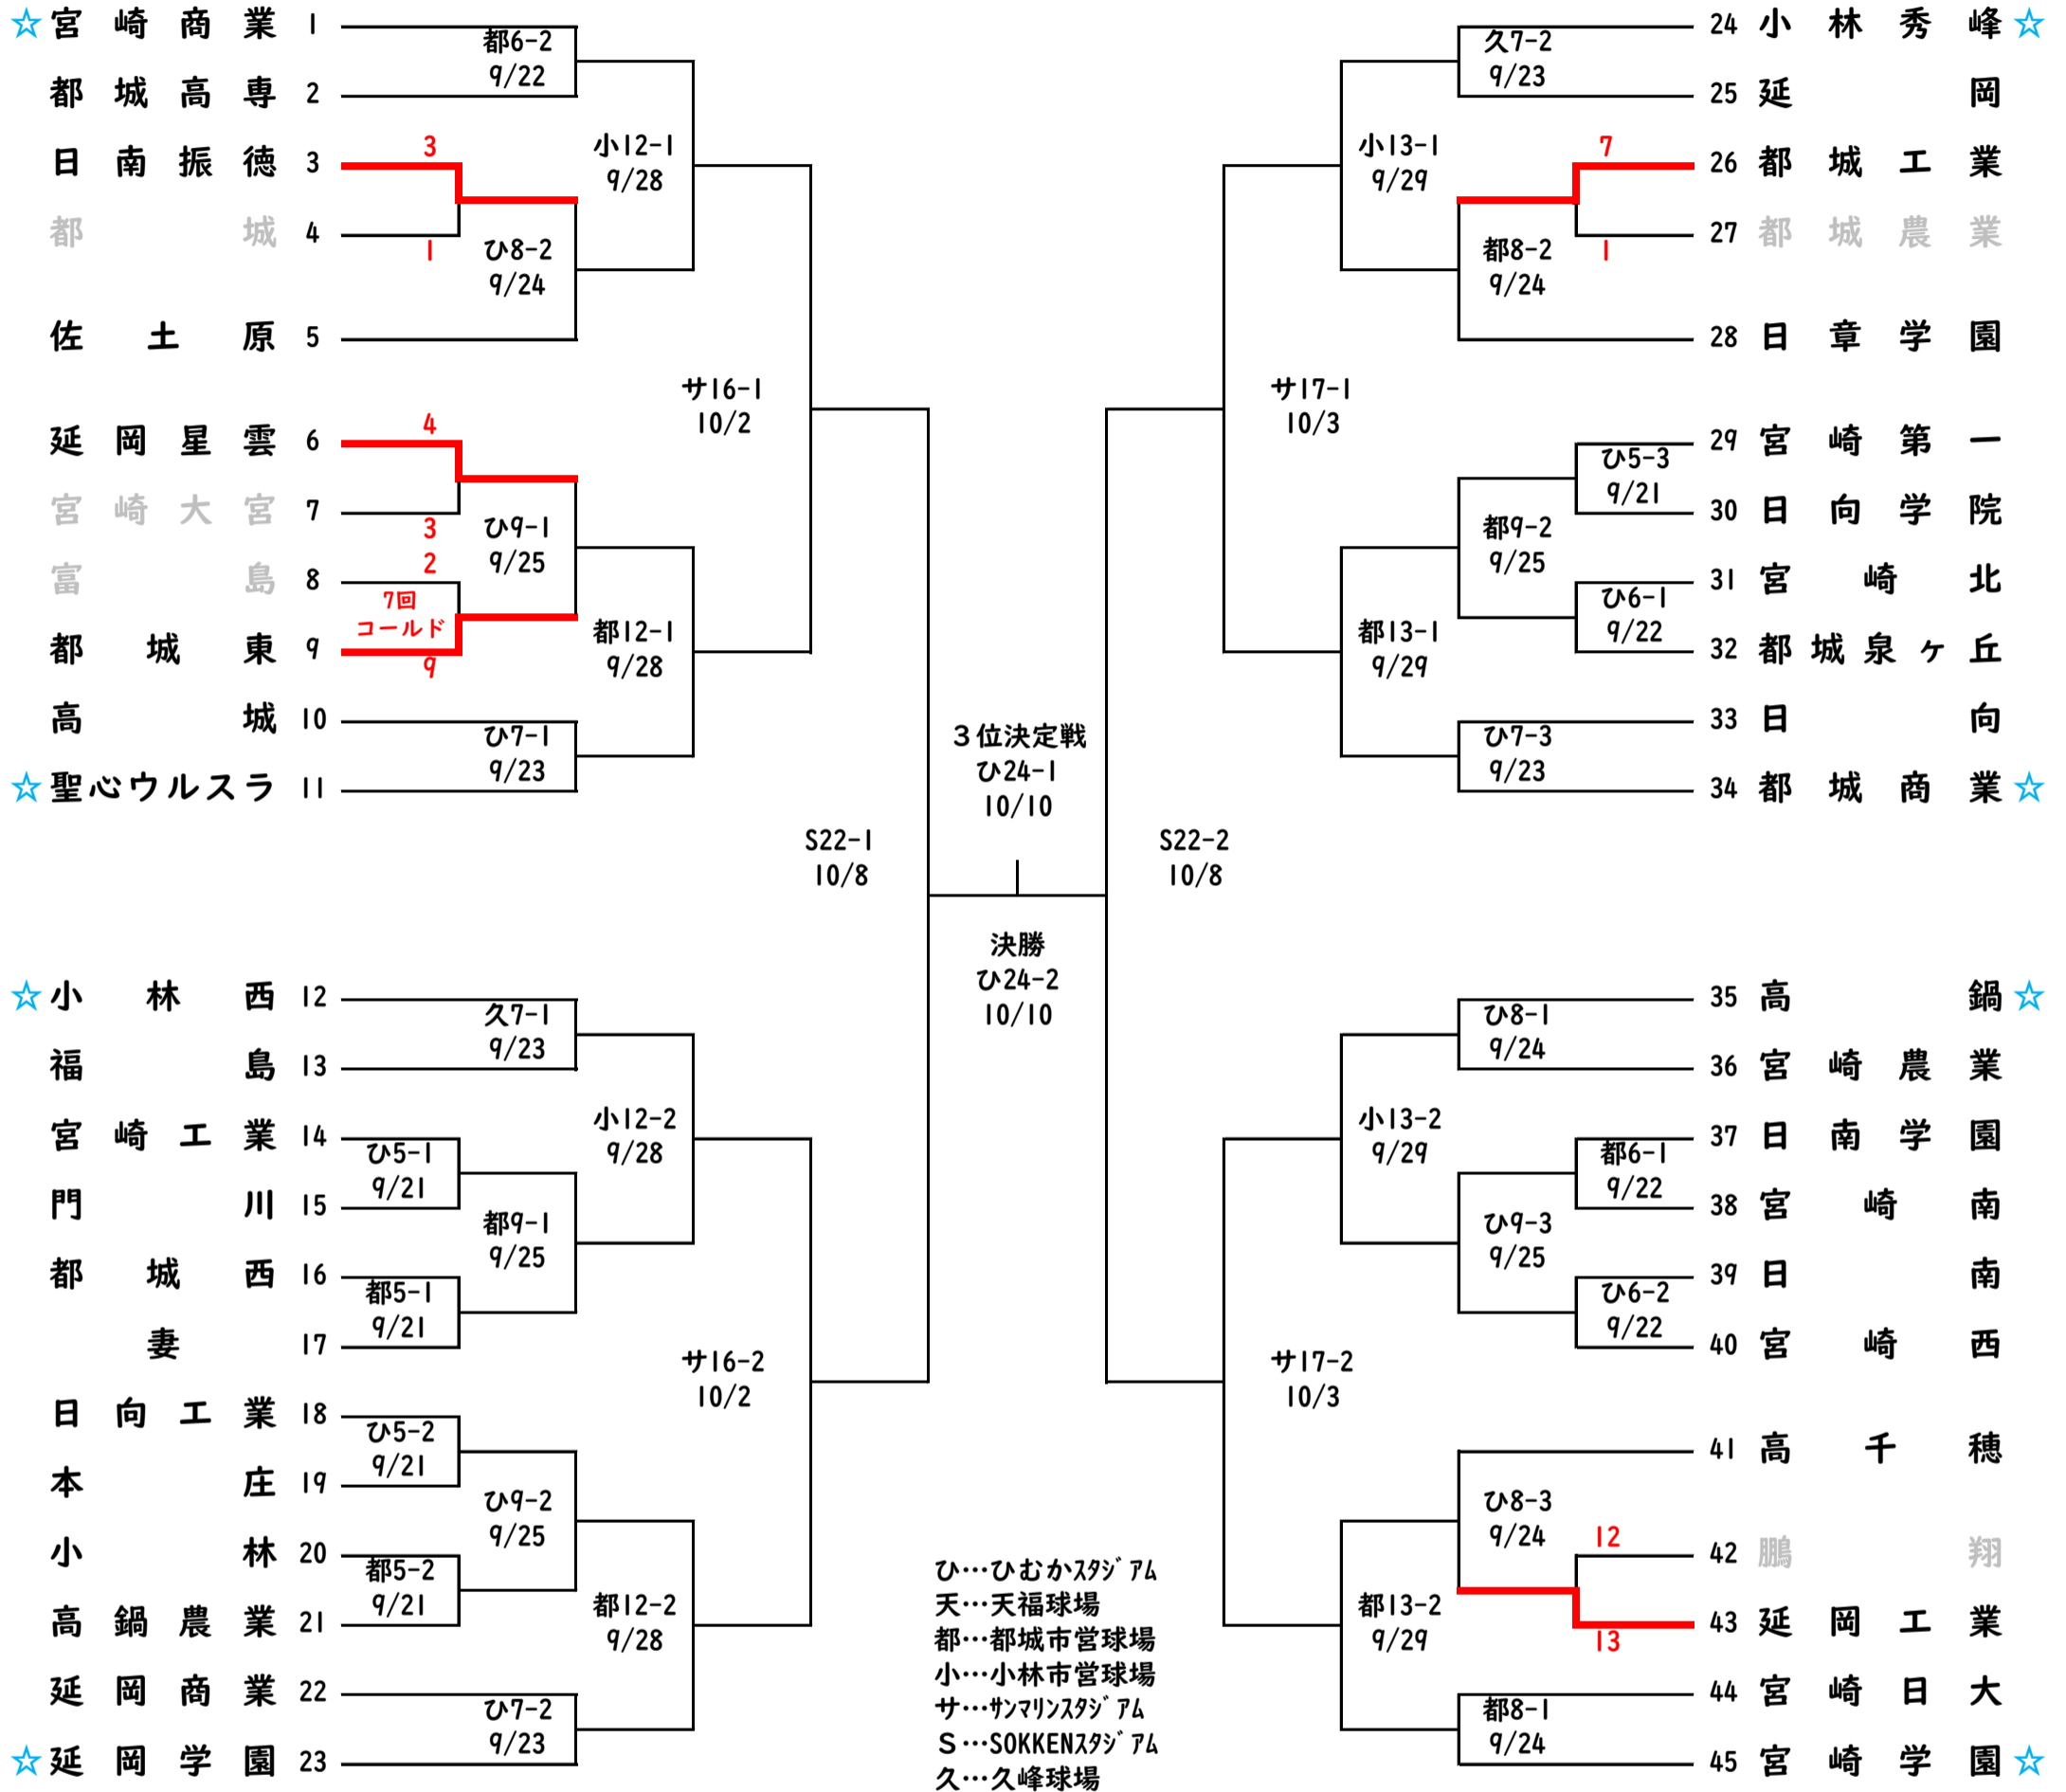 ☆宮崎商業 1
都6-2
9/22
都城高専 2
日南振徳 3
3
都城 4
1
小12-1
9/28
ひ8-2
9/24
佐土原 5
サ16-1
10/2
延岡星雲 6
4
宮崎大宮 7
3
ひ9-1
9/25
富島 8
2
7回
コールド
都城東 9
9
都12-1
9/28
高城 10
ひ7-1
9/23
☆聖心ウルスラ 11
S22-1
10/8
☆小林西 12
久7-1
9/23
福島 13
小12-2
9/28
宮崎工業 14
ひ5-1
9/21
門川 15
都9-1
9/25
都城西 16
都5-1
9/21
妻 17
サ16-2
10/2
日向工業 18
ひ5-2
9/21
本庄 19
ひ9-2
9/25
小林 20
都5-2
9/21
高鍋農業 21
都12-2
9/28
延岡商業 22
ひ7-2
9/23
☆延岡学園 23
3位決定戦
ひ24-1
10/10
決勝
ひ24-2
10/10
ひ…ひむかｽﾀｼﾞｱﾑ
天…天福球場
都…都城市営球場
小…小林市営球場
サ…ｻﾝﾏﾘﾝｽﾀｼﾞｱﾑ
S…SOKKENｽﾀｼﾞｱﾑ
久…久峰球場
24 小林秀峰☆
久7-2
9/23
25 延岡
小13-1
9/29
7
26 都城工業
27 都城農業
1
都8-2
9/24
28 日章学園
サ17-1
10/3
29 宮崎第一
ひ5-3
9/21
30 日向学院
都9-2
9/25
31 宮崎北
ひ6-1
9/22
32 都城泉ヶ丘
都13-1
9/29
33 日向
ひ7-3
9/23
34 都城商業☆
S22-2
10/8
35 高鍋☆
ひ8-1
9/24
36 宮崎農業
小13-2
9/29
37 日南学園
都6-1
9/22
38 宮崎南
ひ9-3
9/25
39 日南
ひ6-2
9/22
40 宮崎西
サ17-2
10/3
41 高千穂
ひ8-3
9/24
12
42 鵬翔
43 延岡工業
13
都13-2
9/29
44 宮崎日大
都8-1
9/24
45 宮崎学園☆